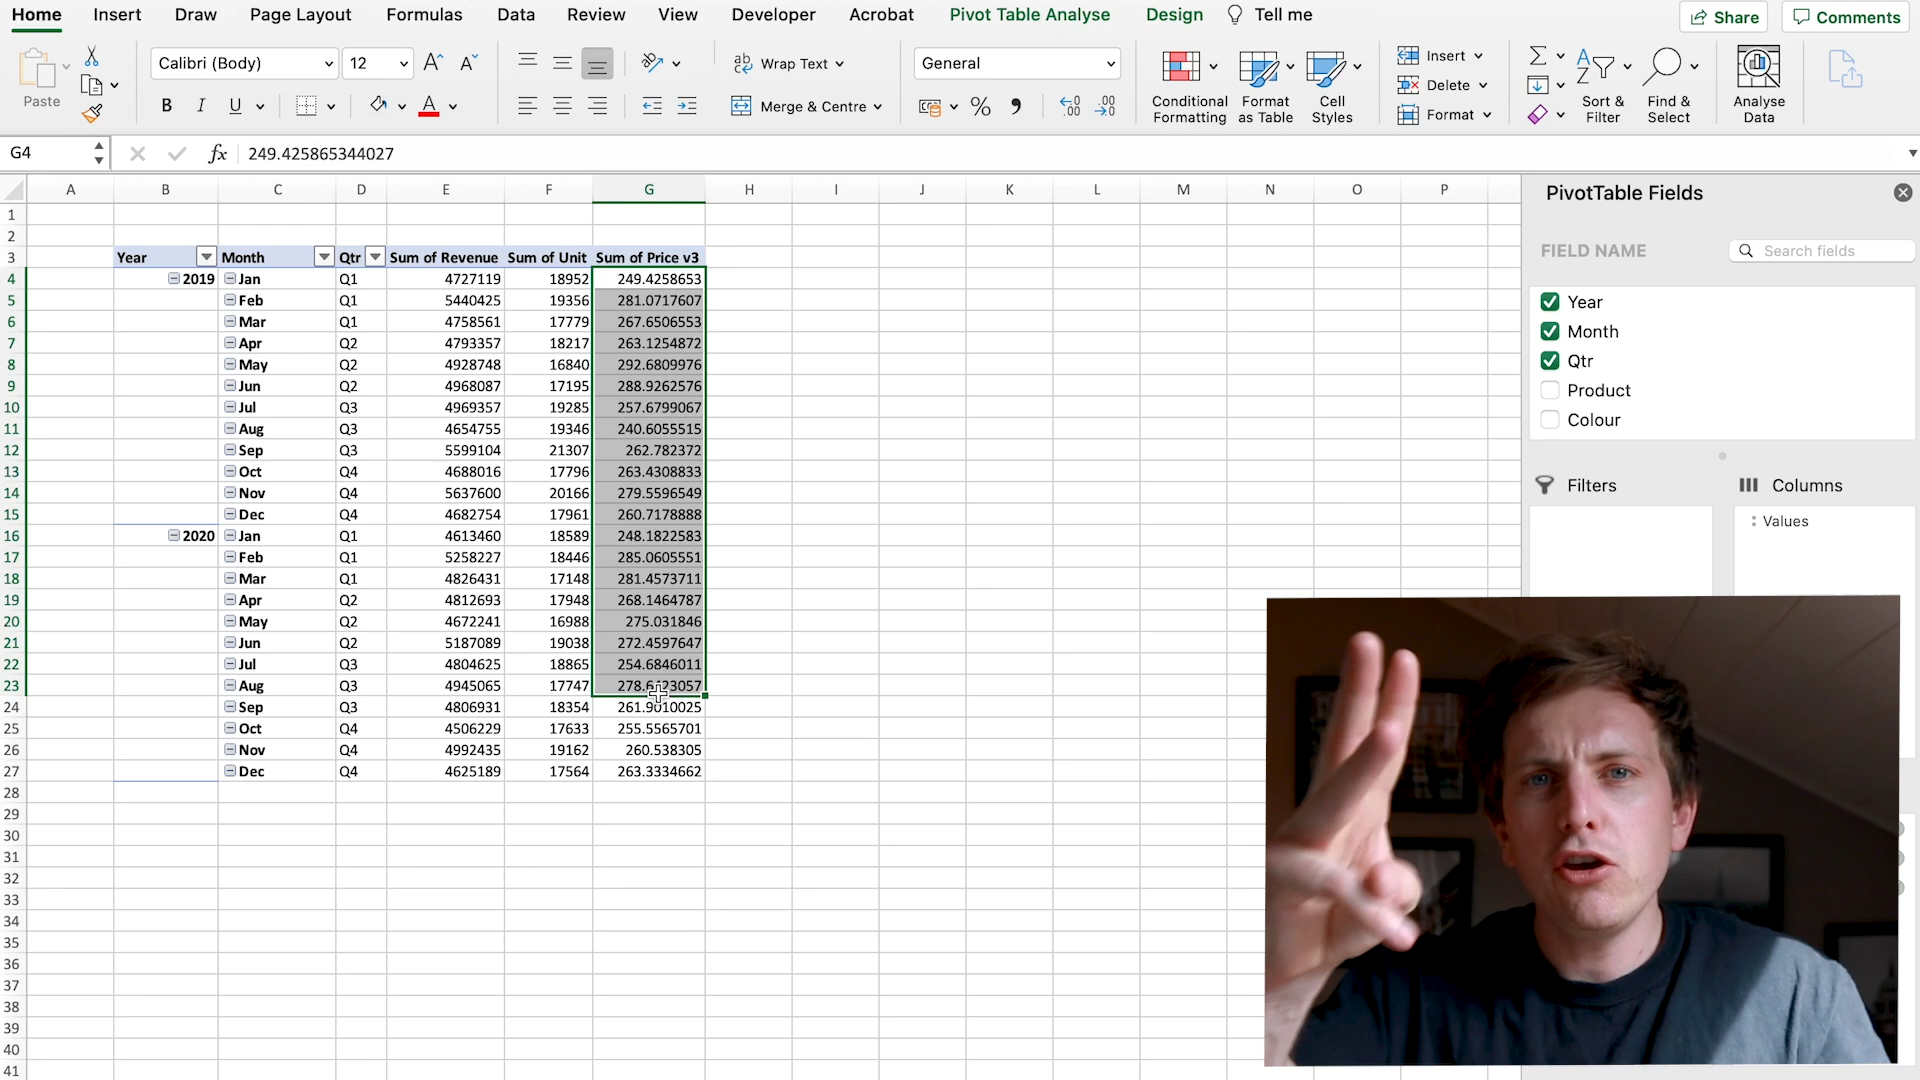 Home Insert Draw Page Layout Formulas Data Review View Developer Acrobat Pivot Table Analyse Design Tell me Share Comments
Paste Calibri (Body) 12 A A B I U A ab Wrap Text Merge & Centre General % Conditional Formatting Format as Table Cell Styles Insert Delete Format Sort & Filter Find & Select Analyse Data
G4 fx 249.425865344027
A B C D E F G H I J K L M N O P
1
2
3 Year Month Qtr Sum of Revenue Sum of Unit Sum of Price v3
4 2019 Jan Q1 4727119 18952 249.4258653
5 Feb Q1 5440425 19356 281.0717607
6 Mar Q1 4758561 17779 267.6506553
7 Apr Q2 4793357 18217 263.1254872
8 May Q2 4928748 16840 292.6809976
9 Jun Q2 4968087 17195 288.9262576
10 Jul Q3 4969357 19285 257.6799067
11 Aug Q3 4654755 19346 240.6055515
12 Sep Q3 5599104 21307 262.782372
13 Oct Q4 4688016 17796 263.4308833
14 Nov Q4 5637600 20166 279.5596549
15 Dec Q4 4682754 17961 260.7178888
16 2020 Jan Q1 4613460 18589 248.1822583
17 Feb Q1 5258227 18446 285.0605551
18 Mar Q1 4826431 17148 281.4573711
19 Apr Q2 4812693 17948 268.1464787
20 May Q2 4672241 16988 275.031846
21 Jun Q2 5187089 19038 272.4597647
22 Jul Q3 4804625 18865 254.6846011
23 Aug Q3 4945065 17747
24 Sep Q3 4806931 18354
25 Oct Q4 4506229 17633 255.5565701
26 Nov Q4 4992435 19162 260.538305
27 Dec Q4 4625189 17564 263.3334662
28
29
30
31
32
33
34
35
36
37
38
39
40
41
PivotTable Fields
FIELD NAME Search fields
Year
Month
Qtr
Product
Colour
Filters Columns
Values